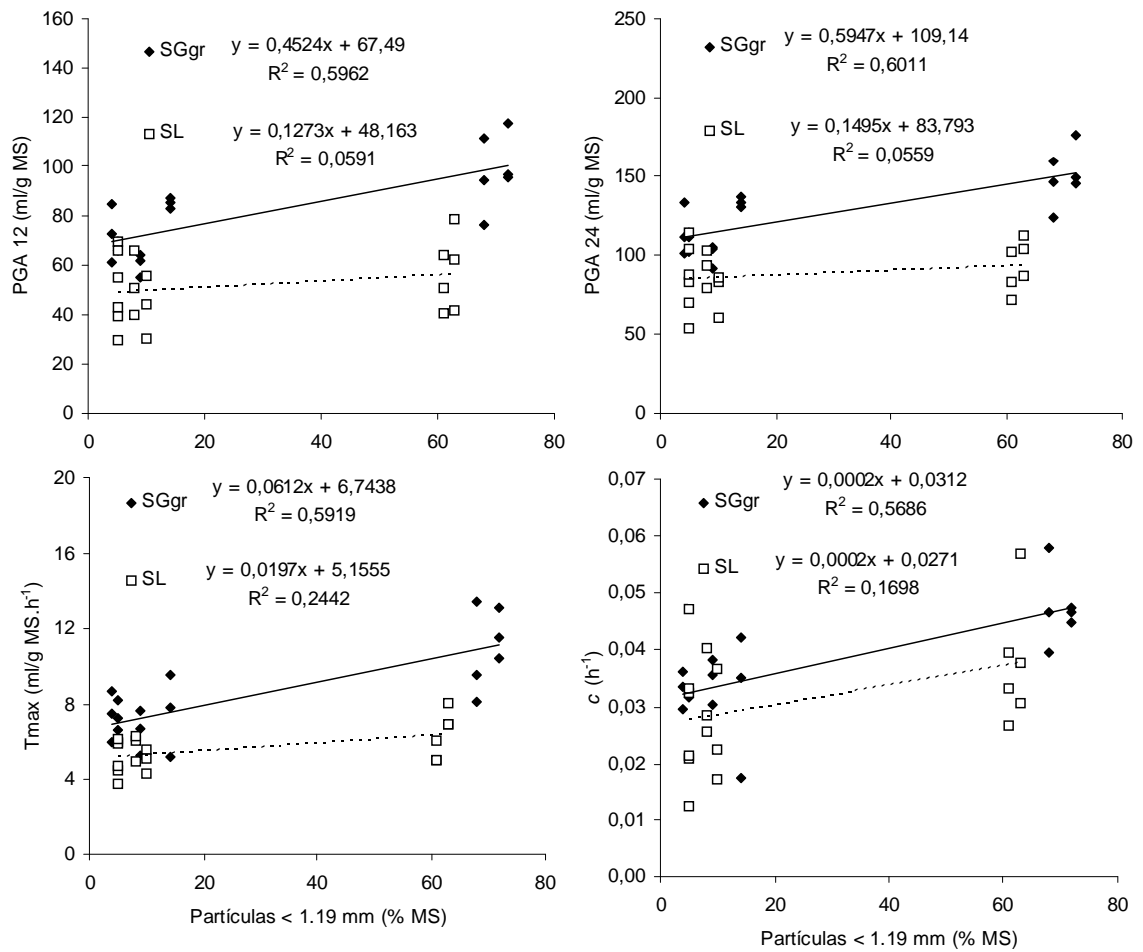 160
140
120
100
80
60
40
20
0
PGA 12 (ml/g MS)
SGgr
y = 0,4524x + 67,49
R² = 0,5962
SL
y = 0,1273x + 48,163
R² = 0,0591
0 20 40 60 80
250
200
150
100
50
0
PGA 24 (ml/g MS)
SGgr
y = 0,5947x + 109,14
R² = 0,6011
SL
y = 0,1495x + 83,793
R² = 0,0559
0 20 40 60 80
20
16
12
8
4
0
Tmax (ml/g MS.h⁻¹)
SGgr
y = 0,0612x + 6,7438
R² = 0,5919
SL
y = 0,0197x + 5,1555
R² = 0,2442
0 20 40 60 80
Partículas < 1.19 mm (% MS)
0,07
0,06
0,05
0,04
0,03
0,02
0,01
0,00
c (h⁻¹)
SGgr
y = 0,0002x + 0,0312
R² = 0,5686
SL
y = 0,0002x + 0,0271
R² = 0,1698
0 20 40 60 80
Partículas < 1.19 mm (% MS)